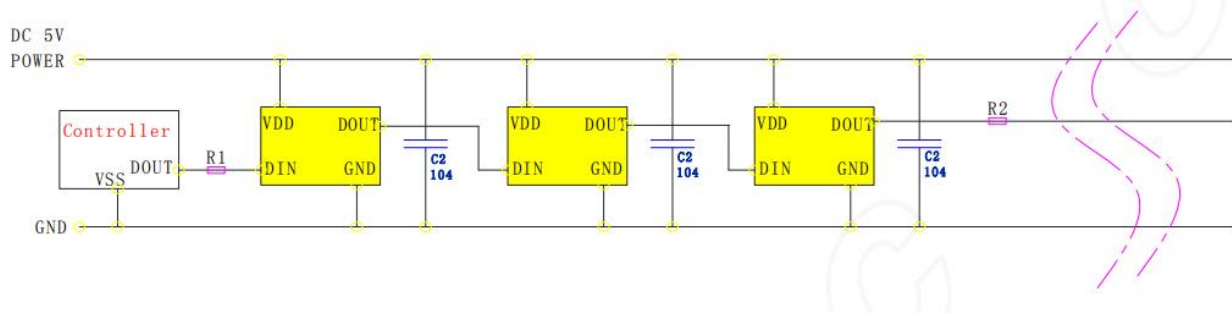 DC 5V
POWER
Controller
DOUT
VSS
R1
VDD
DOUT
DIN
GND
C2
104
VDD
DOUT
DIN
GND
C2
104
VDD
DOUT
DIN
GND
C2
104
R2
GND